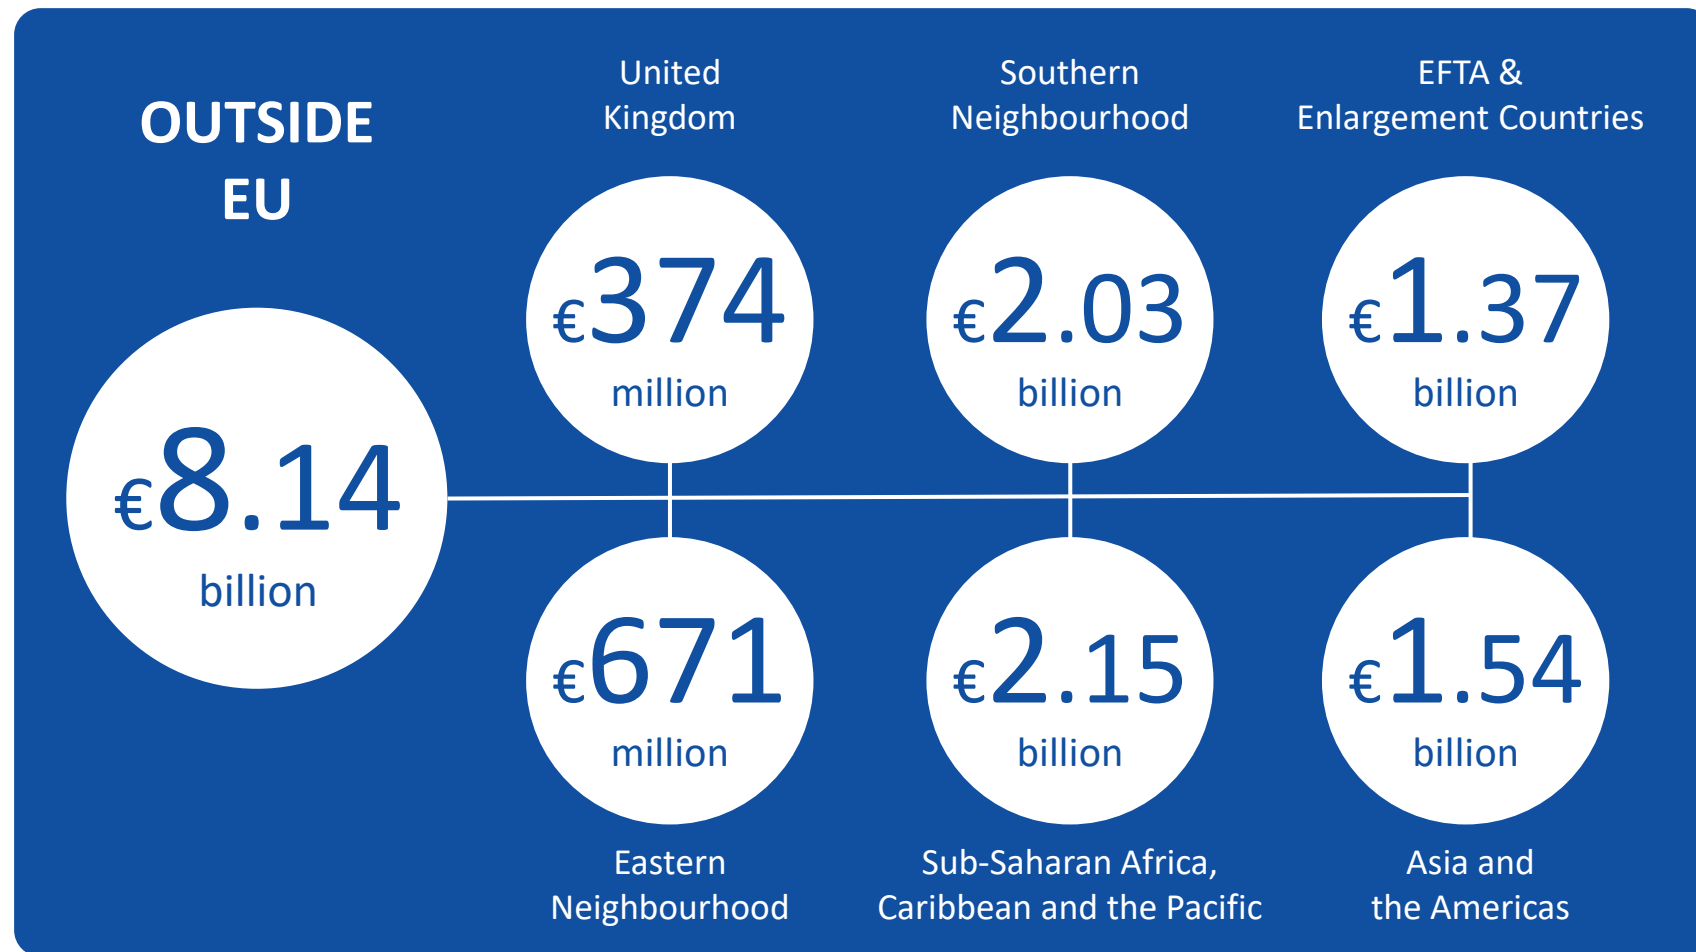 OUTSIDE
EU
€8.14
billion
United
Kingdom
€374
million
Southern
Neighbourhood
€2.03
billion
EFTA &
Enlargement Countries
€1.37
billion
€671
million
Eastern
Neighbourhood
€2.15
billion
Sub-Saharan Africa,
Caribbean and the Pacific
€1.54
billion
Asia and
the Americas